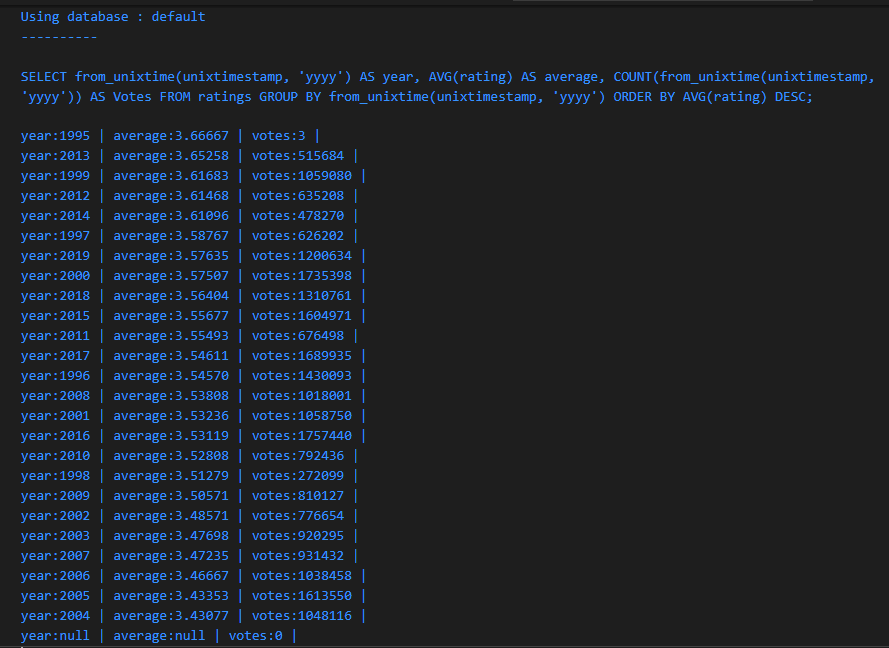 Using database : default
----------
SELECT from_unixtime(unixtimestamp, 'yyyy') AS year, AVG(rating) AS average, COUNT(from_unixtime(unixtimestamp,
'yyyy')) AS Votes FROM ratings GROUP BY from_unixtime(unixtimestamp, 'yyyy') ORDER BY AVG(rating) DESC;
year:1995 | average:3.66667 | votes:3 |
year:2013 | average:3.65258 | votes:515684 |
year:1999 | average:3.61683 | votes:1059080 |
year:2012 | average:3.61468 | votes:635208 |
year:2014 | average:3.61096 | votes:478270 |
year:1997 | average:3.58767 | votes:626202 |
year:2019 | average:3.57635 | votes:1200634 |
year:2000 | average:3.57507 | votes:1735398 |
year:2018 | average:3.56404 | votes:1310761 |
year:2015 | average:3.55677 | votes:1604971 |
year:2011 | average:3.55493 | votes:676498 |
year:2017 | average:3.54611 | votes:1689935 |
year:1996 | average:3.54570 | votes:1430093 |
year:2008 | average:3.53808 | votes:1018001 |
year:2001 | average:3.53236 | votes:1058750 |
year:2016 | average:3.53119 | votes:1757440 |
year:2010 | average:3.52808 | votes:792436 |
year:1998 | average:3.51279 | votes:272099 |
year:2009 | average:3.50571 | votes:810127 |
year:2002 | average:3.48571 | votes:776654 |
year:2003 | average:3.47698 | votes:920295 |
year:2007 | average:3.47235 | votes:931432 |
year:2006 | average:3.46667 | votes:1038458 |
year:2005 | average:3.43353 | votes:1613550 |
year:2004 | average:3.43077 | votes:1048116 |
year:null | average:null | votes:0 |